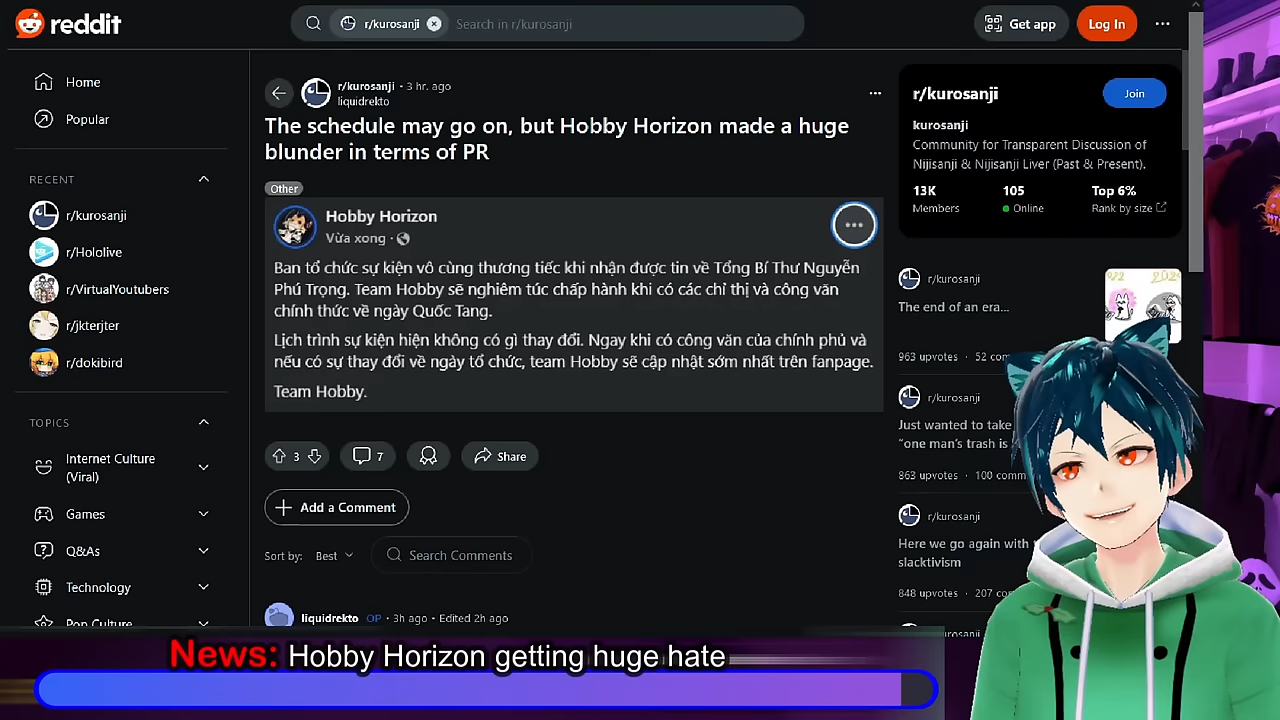 reddit
r/kurosanji
Search in r/kurosanji
Get app
Log In
Home
Popular
RECENT
r/kurosanji
r/Hololive
r/VirtualYoutubers
r/jkterjter
r/dokibird
TOPICS
Internet Culture
(Viral)
Games
Q&As
Technology
Pop Culture
r/kurosanji • 3 hr. ago
liquidrekto
The schedule may go on, but Hobby Horizon made a huge
blunder in terms of PR
Other
Hobby Horizon
Vừa xong ·
Ban tổ chức sự kiện vô cùng thương tiếc khi nhận được tin về Tổng Bí Thư Nguyễn
Phú Trọng. Team Hobby sẽ nghiêm túc chấp hành khi có các chỉ thị và công văn
chính thức về ngày Quốc Tang.
Lịch trình sự kiện hiện không có gì thay đổi. Ngay khi có công văn của chính phủ và
nếu có sự thay đổi về ngày tổ chức, team Hobby sẽ cập nhật sớm nhất trên fanpage.
Team Hobby.
3
7
Share
Add a Comment
Sort by: Best
Search Comments
liquidrekto OP • 3h ago • Edited 2h ago
r/kurosanji
Join
kurosanji
Community for Transparent Discussion of
Nijisanji & Nijisanji Liver (Past & Present).
13K 105 Top 6%
Members Online Rank by size
r/kurosanji
The end of an era...
963 upvotes · 52 com
r/kurosanji
Just wanted to take
"one man's trash is
863 upvotes · 100 comm
r/kurosanji
Here we go again with
slacktivism
848 upvotes · 207 co
News: Hobby Horizon getting huge hate